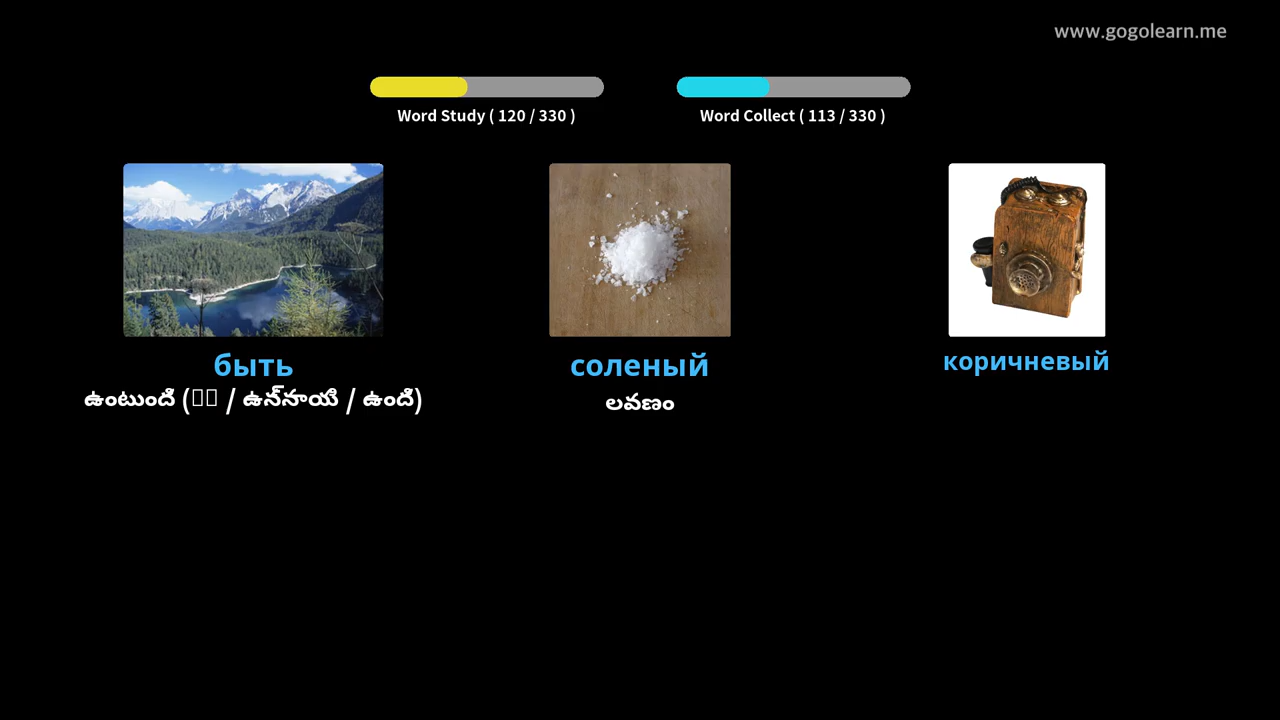 www.gogolearn.me
Word Study ( 120 / 330 )
Word Collect ( 113 / 330 )
быть
ఉంటుంది ( / ఉన్‌నాయి / ఉంది)
соленый
లవణం
коричневый